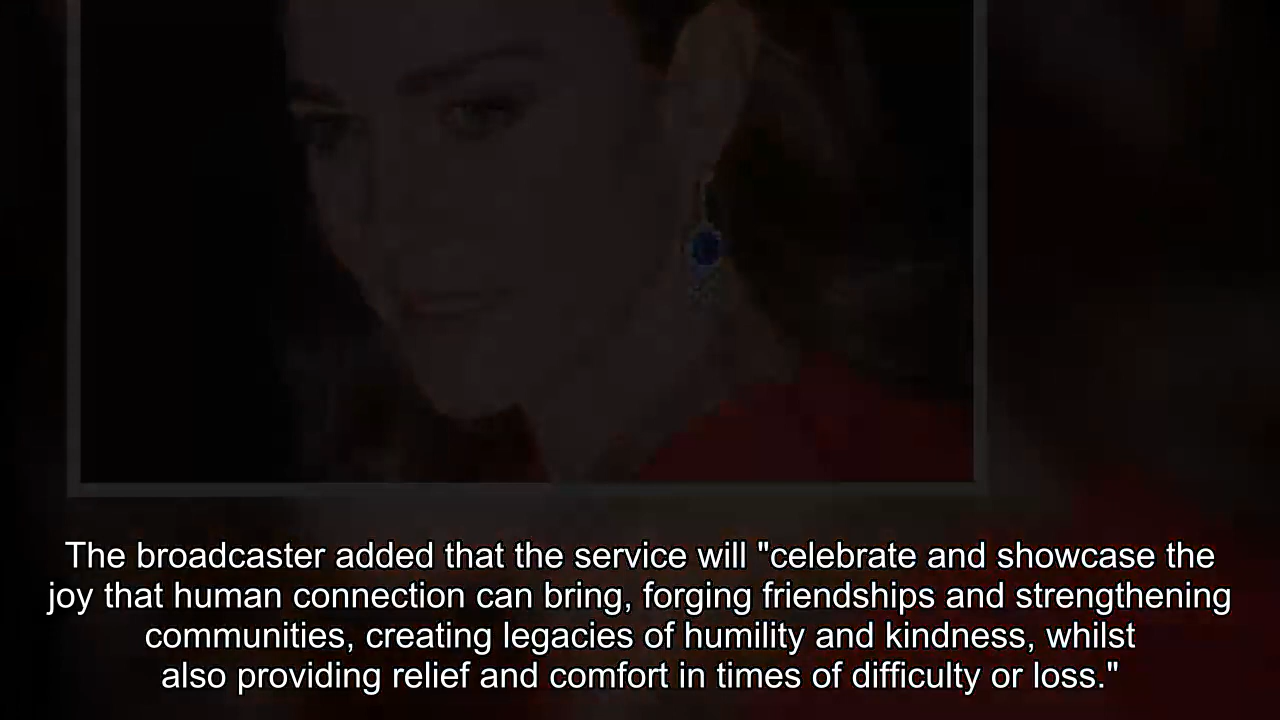 The broadcaster added that the service will "celebrate and showcase the
joy that human connection can bring, forging friendships and strengthening
communities, creating legacies of humility and kindness, whilst
also providing relief and comfort in times of difficulty or loss."